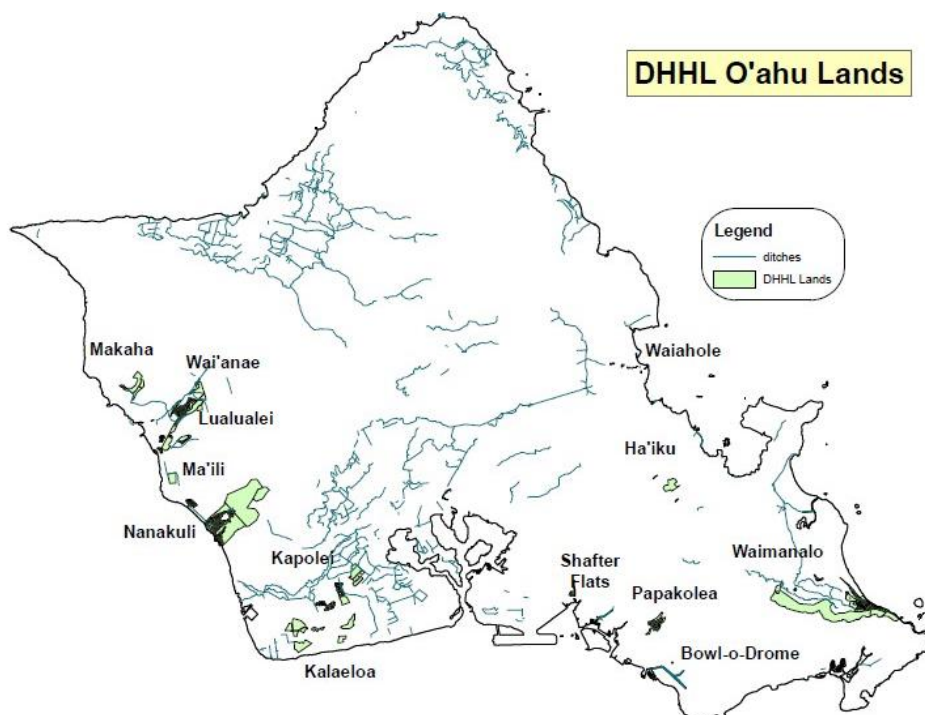 DHHL O'ahu Lands
Legend
ditches
DHHL Lands
Makaha
Wai'anae
Waiahole
Lualualei
Ha'iku
Ma'ili
Nanakuli
Kapolei
Shafter
Flats
Waimanalo
Papakolea
Bowl-o-Drome
Kalaeloa